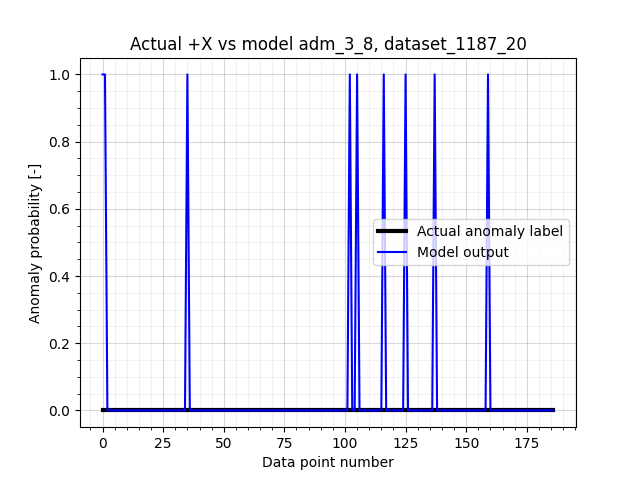 Actual +X vs model adm_3_8, dataset_1187_20
Anomaly probability [-]
1.0
0.8
0.6
0.4
0.2
0.0
Actual anomaly label
Model output
0 25 50 75 100 125 150 175
Data point number